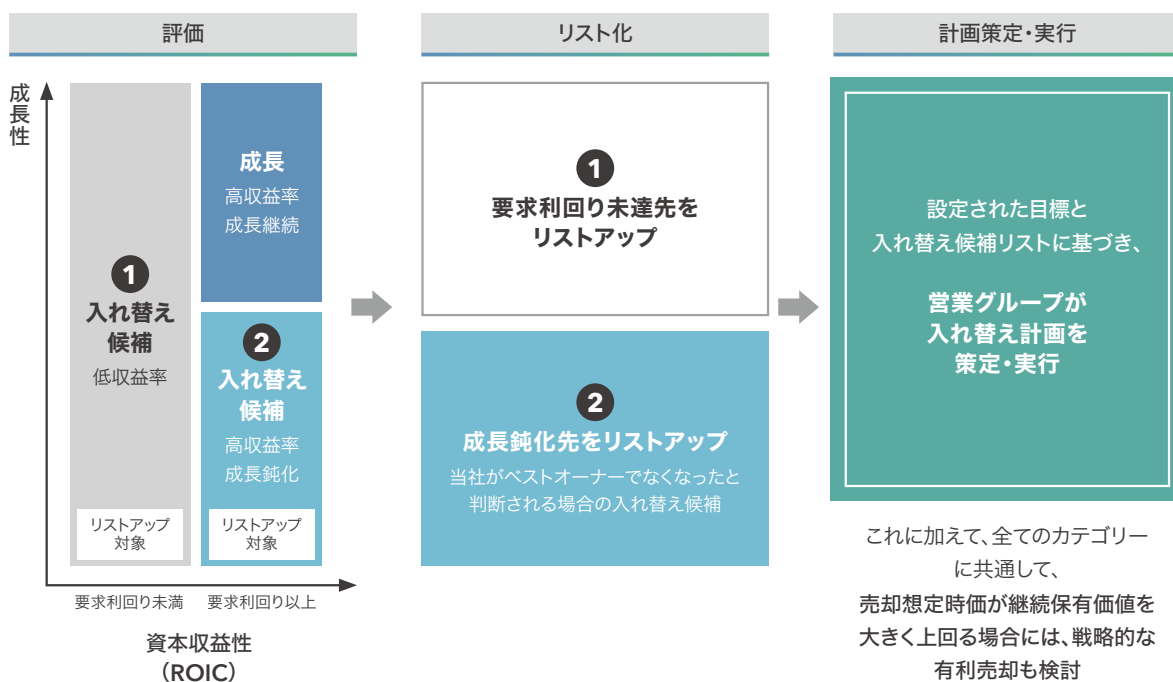 評価
成長性
1
入れ替え
候補
低収益率
リストアップ
対象
成長
高収益率
成長継続
2
入れ替え
候補
高収益率
成長鈍化
リストアップ
対象
要求利回り未満
要求利回り以上
資本収益性
（ROIC）
リスト化
1
要求利回り未達先を
リストアップ
2
成長鈍化先をリストアップ
当社がベストオーナーでなくなったと
判断される場合の入れ替え候補
計画策定・実行
設定された目標と
入れ替え候補リストに基づき、
営業グループが
入れ替え計画を
策定・実行
これに加えて、全てのカテゴリー
に共通して、
売却想定時価が継続保有価値を
大きく上回る場合には、戦略的な
有利売却も検討